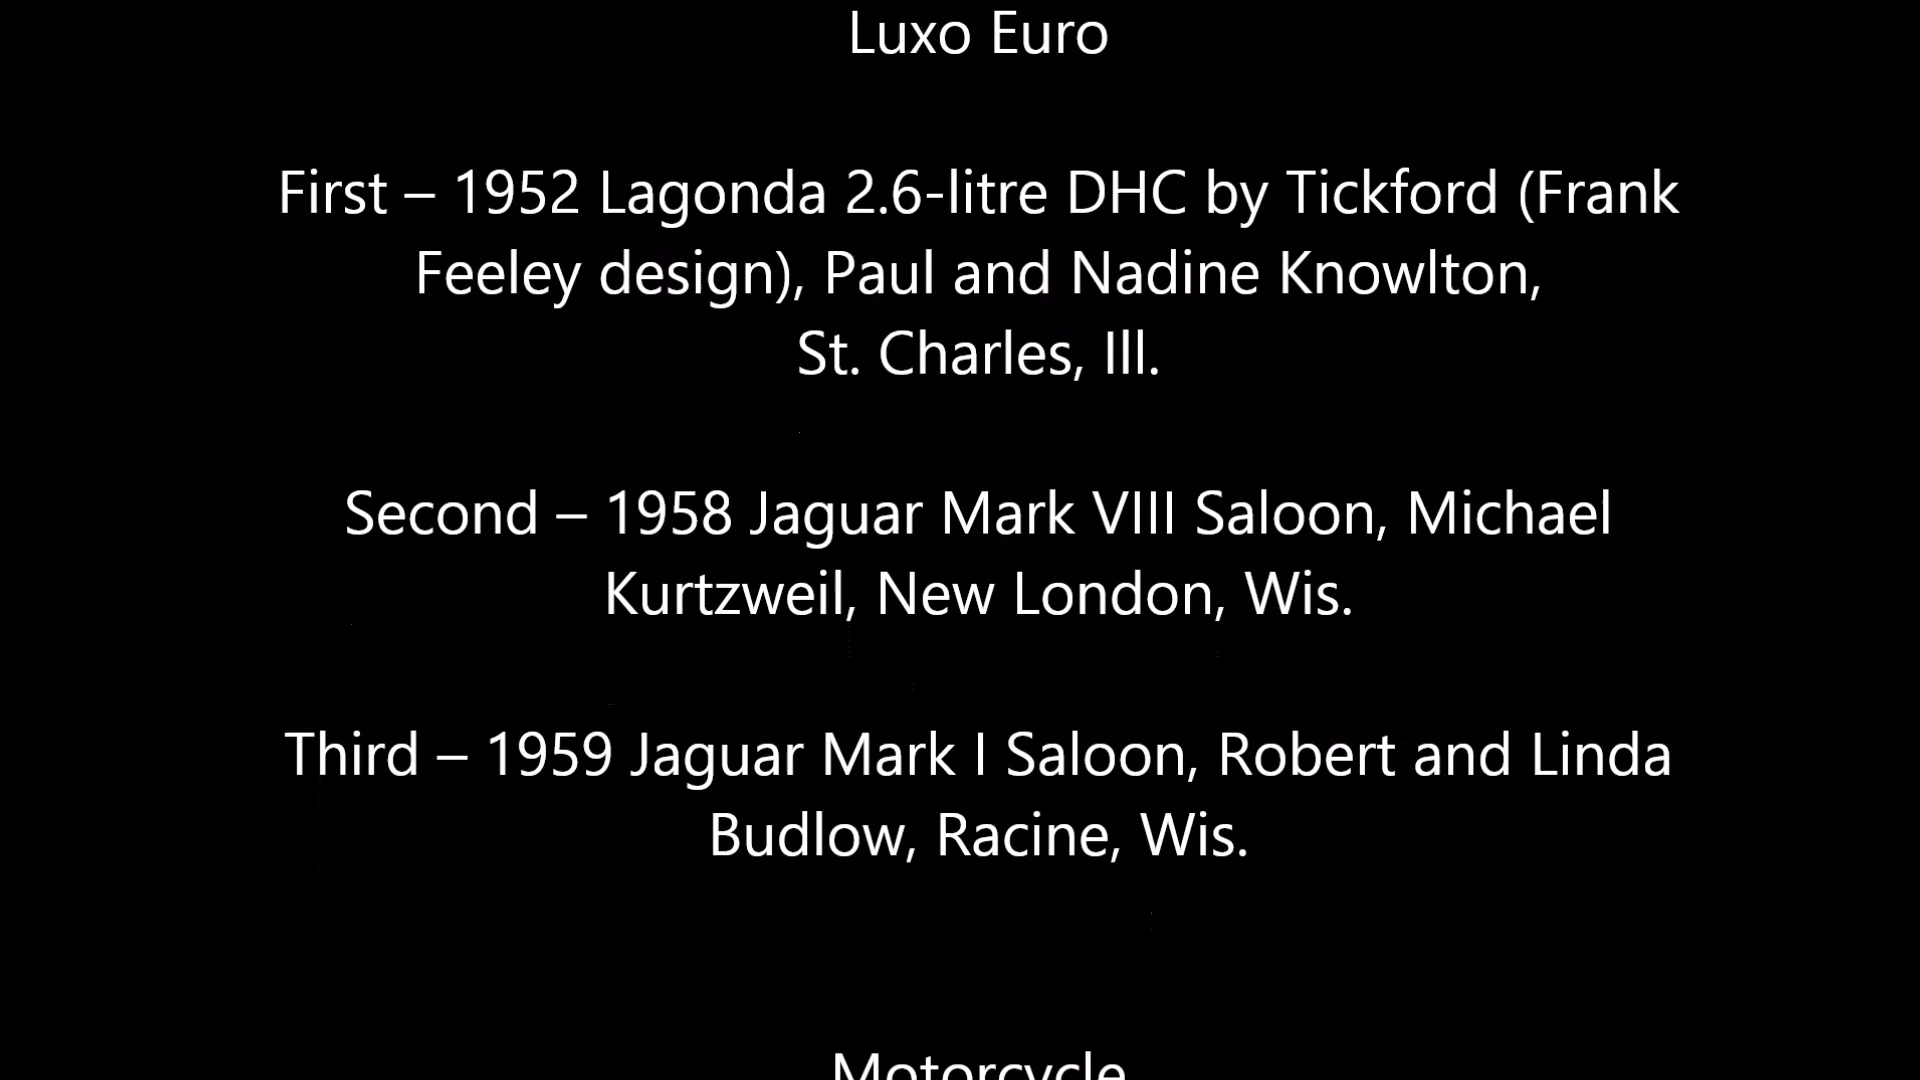 Luxo Euro
First – 1952 Lagonda 2.6-litre DHC by Tickford (Frank
Feeley design), Paul and Nadine Knowlton,
St. Charles, Ill.
Second – 1958 Jaguar Mark VIII Saloon, Michael
Kurtzweil, New London, Wis.
Third – 1959 Jaguar Mark I Saloon, Robert and Linda
Budlow, Racine, Wis.
Motorcycle